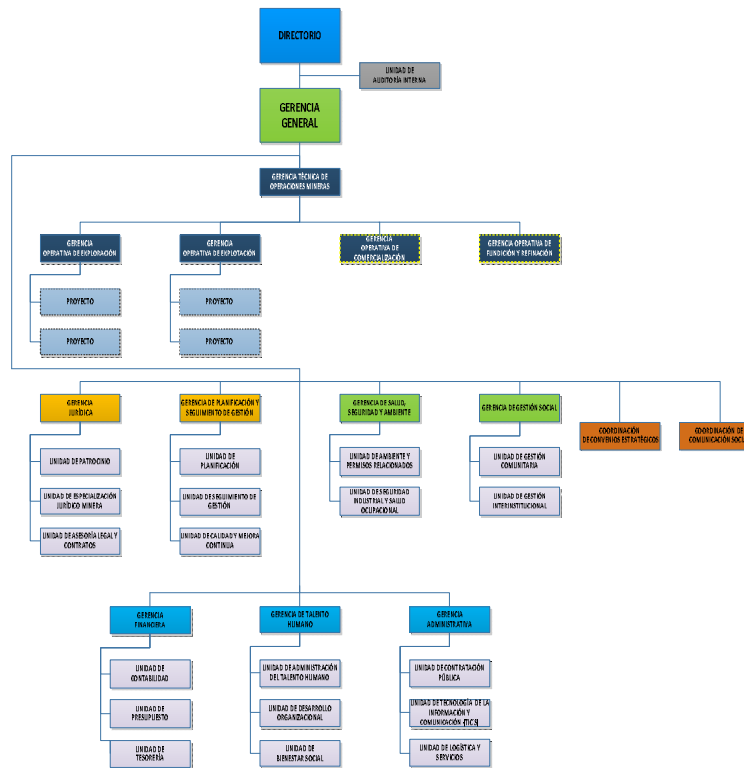 DIRECTORIO
UNIDAD DE
AUDITORÍA INTERNA
GERENCIA
GENERAL
GERENCIA TÉCNICA DE
OPERACIONES MINERAS
GERENCIA
OPERATIVA DE EXPLORACIÓN
GERENCIA
OPERATIVA DE EXPLOTACIÓN
GERENCIA
OPERATIVA DE
COMERCIALIZACIÓN
GERENCIA OPERATIVA DE
FUNDICIÓN Y REFINACIÓN
PROYECTO
PROYECTO
PROYECTO
PROYECTO
GERENCIA
JURÍDICA
GERENCIA DE PLANIFICACIÓN Y
SEGUIMIENTO DE GESTIÓN
GERENCIA DE SALUD,
SEGURIDAD Y AMBIENTE
GERENCIA DE GESTIÓN SOCIAL
COORDINACIÓN
DE CONVENIOS ESTRATÉGICOS
COORDINACIÓN DE
COMUNICACIÓN SOCI
UNIDAD DE PATROCINIO
UNIDAD DE ESPECIALIZACIÓN
JURÍDICO MINERA
UNIDAD DE ASESORÍA LEGAL Y
CONTRATOS
UNIDAD DE
PLANIFICACIÓN
UNIDAD DE SEGUIMIENTO DE
GESTIÓN
UNIDAD DE CALIDAD Y MEJORA
CONTINUA
UNIDAD DE AMBIENTE Y
PERMISOS RELACIONADOS
UNIDAD DE SEGURIDAD
INDUSTRIAL Y SALUD
OCUPACIONAL
UNIDAD DE GESTIÓN
COMUNITARIA
UNIDAD DE GESTIÓN
INTERINSTITUCIONAL
GERENCIA
FINANCIERA
GERENCIA DE TALENTO
HUMANO
GERENCIA
ADMINISTRATIVA
UNIDAD DE
CONTABILIDAD
UNIDAD DE
PRESUPUESTO
UNIDAD DE
TESORERÍA
UNIDAD DE ADMINISTRACIÓN
DEL TALENTO HUMANO
UNIDAD DE DESARROLLO
ORGANIZACIONAL
UNIDAD DE
BIENESTAR SOCIAL
UNIDAD DE CONTRATACIÓN
PÚBLICA
UNIDAD DE TECNOLOGÍA DE LA
INFORMACIÓN Y
COMUNICACIÓN (TICS)
UNIDAD DE LOGÍSTICA Y
SERVICIOS